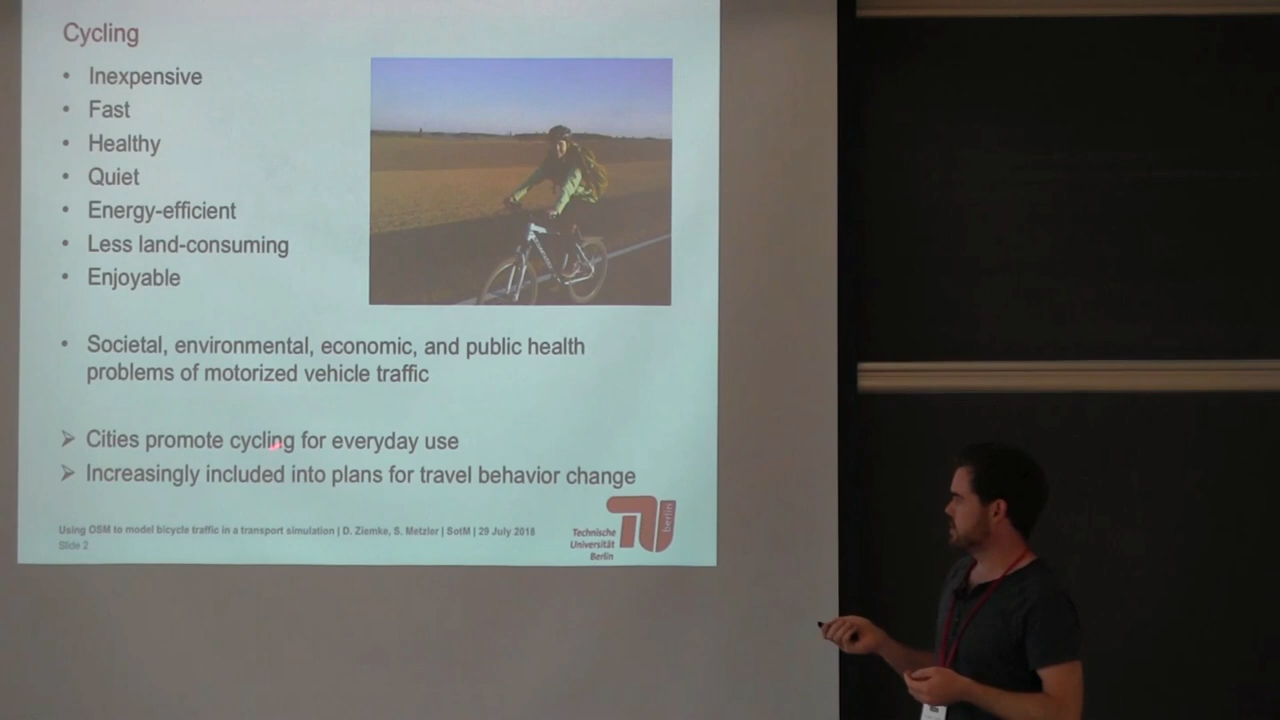 Cycling
• Inexpensive
• Fast
• Healthy
• Quiet
• Energy-efficient
• Less land-consuming
• Enjoyable
• Societal, environmental, economic, and public health
problems of motorized vehicle traffic
➢ Cities promote cycling for everyday use
➢ Increasingly included into plans for travel behavior change
Using OSM to model bicycle traffic in a transport simulation | D. Ziemke, S. Metzler | SotM | 29 July 2018
Slide 2
Technische
Universität
Berlin
berlin